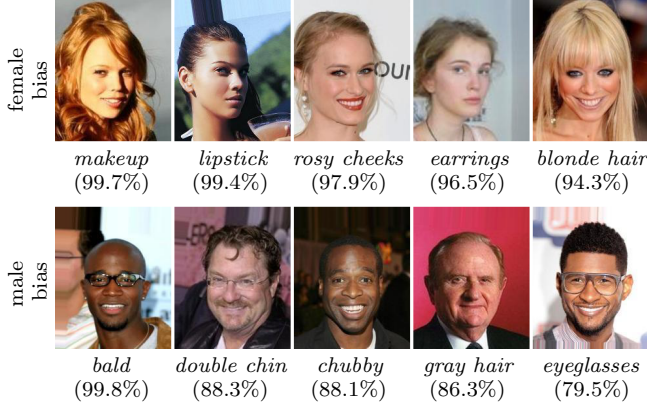 female
bias
makeup
(99.7%)
lipstick
(99.4%)
rosy cheeks
(97.9%)
earrings
(96.5%)
blonde hair
(94.3%)
male
bias
bald
(99.8%)
double chin
(88.3%)
chubby
(88.1%)
gray hair
(86.3%)
eyeglasses
(79.5%)